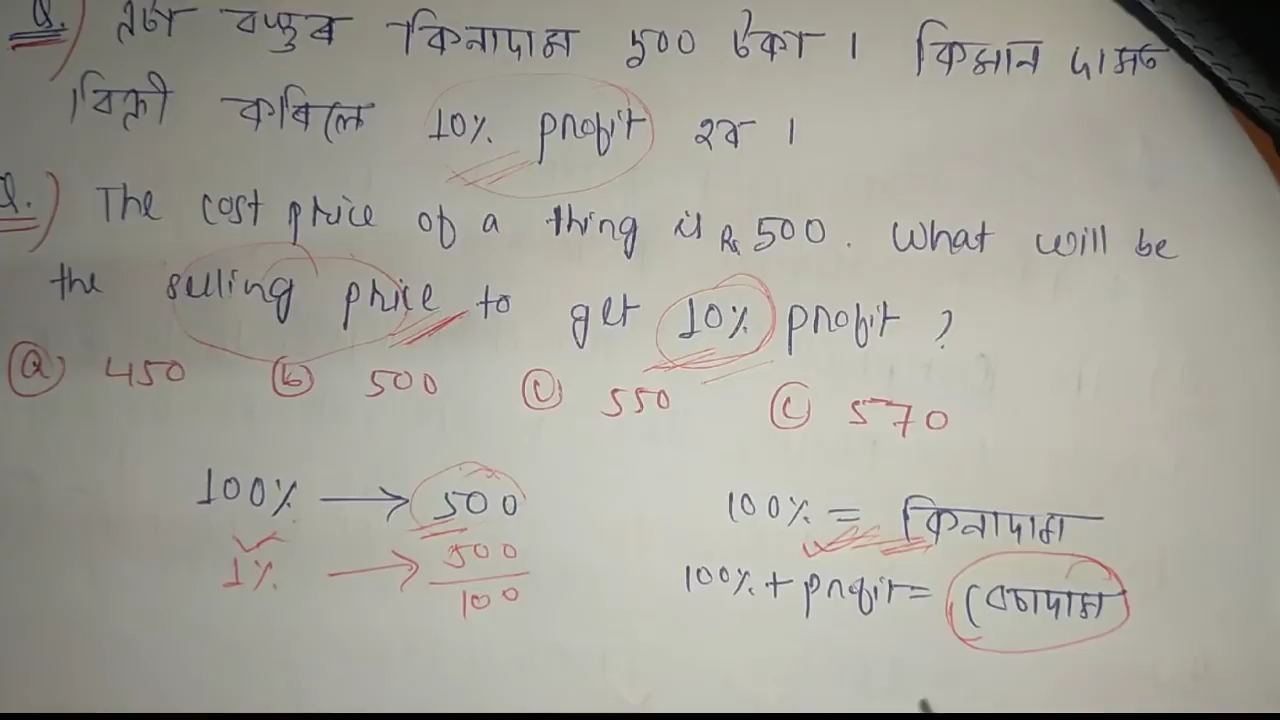 Q.) এটা বস্তুৰ কিনাদাম 500 টকা । কিমান দামত
বিক্ৰী কৰিলে 10% profit হব ।
Q.) The cost price of a thing is Rs 500. What will be
the selling price to get 10% profit ?
(a) 450 (b) 500 (c) 550 (c) 570
100% → 500
1% → 500/100
100% = কিনাদাম
100% + profit = বেচাদাম